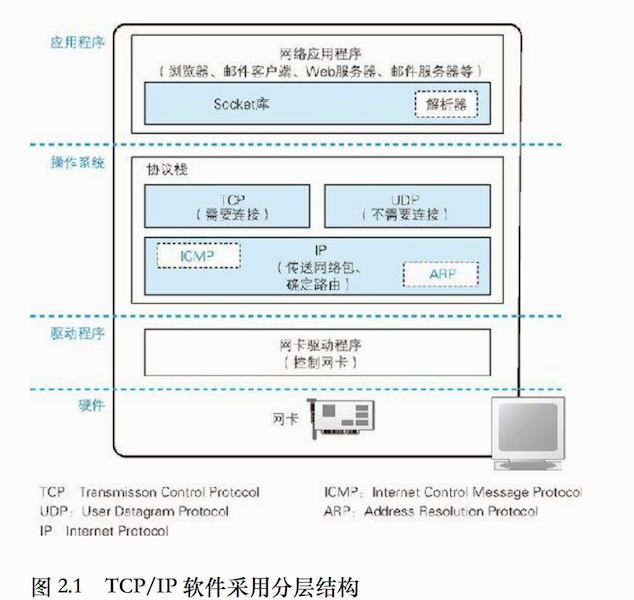 应用程序
网络应用程序
（浏览器、邮件客户端、Web服务器、邮件服务器等）
Socket库
解析器
操作系统
协议栈
TCP
（需要连接）
UDP
（不需要连接）
ICMP
IP
（传送网络包、
确定路由）
ARP
驱动程序
网卡驱动程序
（控制网卡）
硬件
网卡
TCP Transmisson Control Protocol
UDP：User Datagram Protocol
IP Internet Protocol
ICMP：Internet Control Message Protocol
ARP：Address Resolution Protocol
图 2.1 TCP/IP 软件采用分层结构